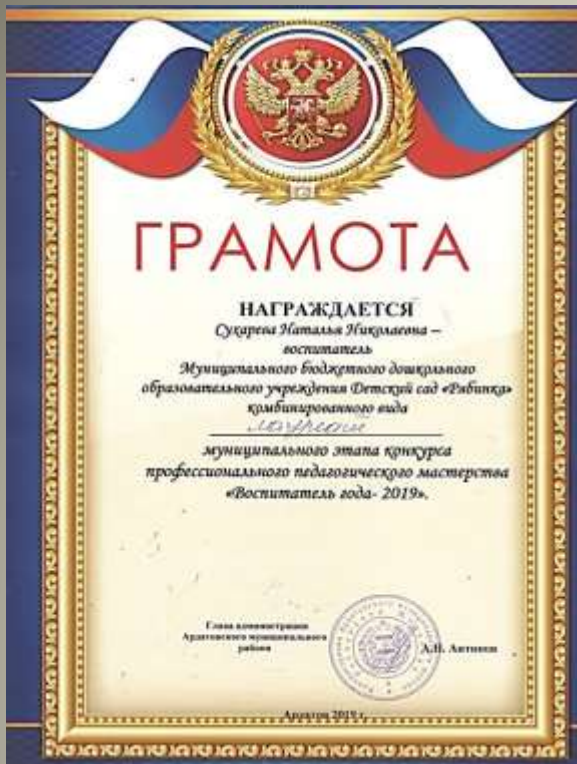 ГРАМОТА
НАГРАЖДАЕТСЯ
Сухарева Наталья Николаевна –
воспитатель
Муниципального бюджетного дошкольного
образовательного учреждения Детский сад «Рябинка»
комбинированного вида
лауреат
муниципального этапа конкурса
профессионального педагогического мастерства
«Воспитатель года- 2019».
Глава администрации
Ардатовского муниципального
района
А.Н. Антипов
Ардатов 2019 г.